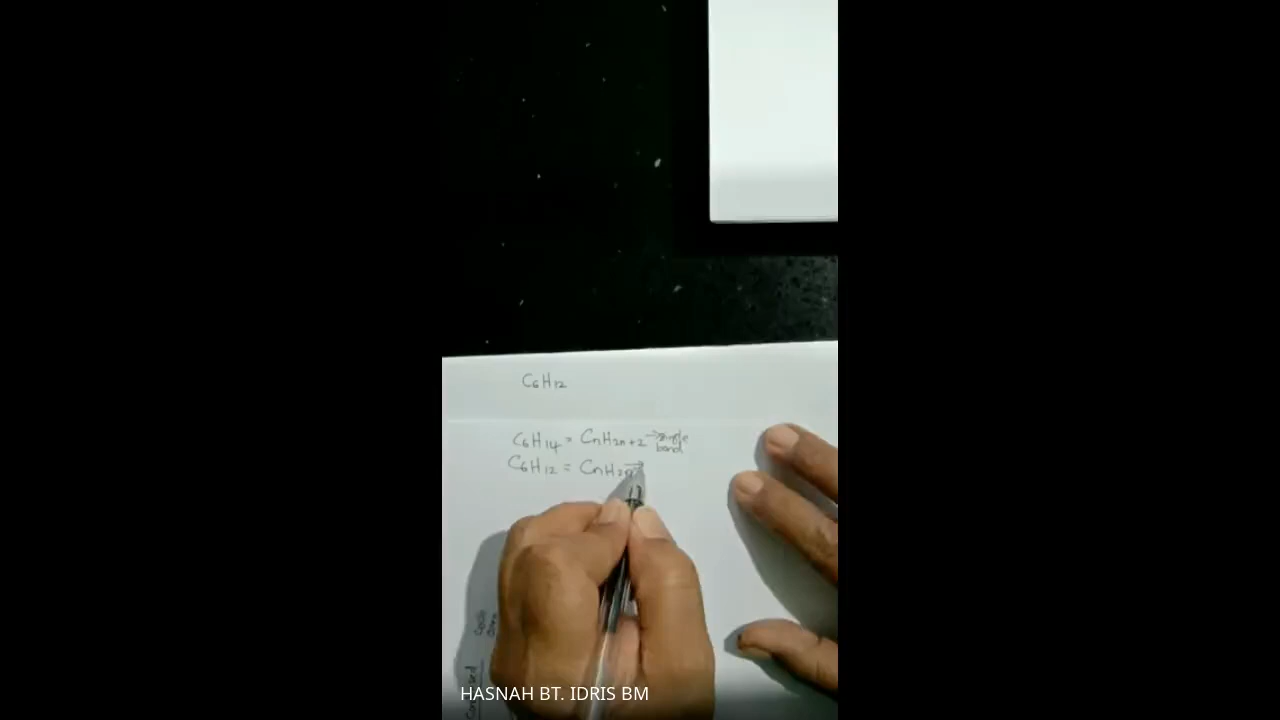 C₆H₁₂
C₆H₁₄ = CₙH₂ₙ₊₂ → single
bond
C₆H₁₂ = CₙH₂ₙ →
HASNAH BT. IDRIS BM